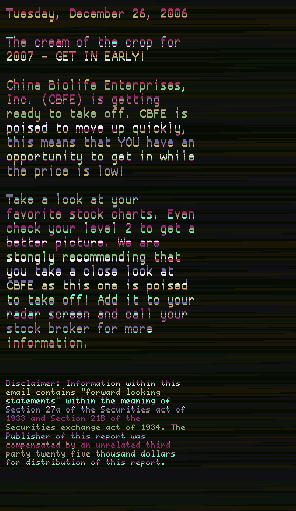 Tuesday, December 26, 2006
The cream of the crop for
2007 - GET IN EARLY!
China Biolife Enterprises,
Inc. (CBFE) is getting
ready to take off. CBFE is
poised to move up quickly,
this means that YOU have an
opportunity to get in while
the price is low!
Take a look at your
favorite stock charts. Even
check your level 2 to get a
better picture. We are
stongly recommending that
you take a close look at
CBFE as this one is poised
to take off! Add it to your
radar screen and call your
stock broker for more
information.
Disclaimer: Information within this
email contains "forward looking
statements" within the meaning of
Section 27a of the Securities act of
1933 and Section 21B of the
Securities exchange act of 1934. The
Publisher of this report was
compensated by an unrelated third
party twenty five thousand dollars
for distribution of this report.